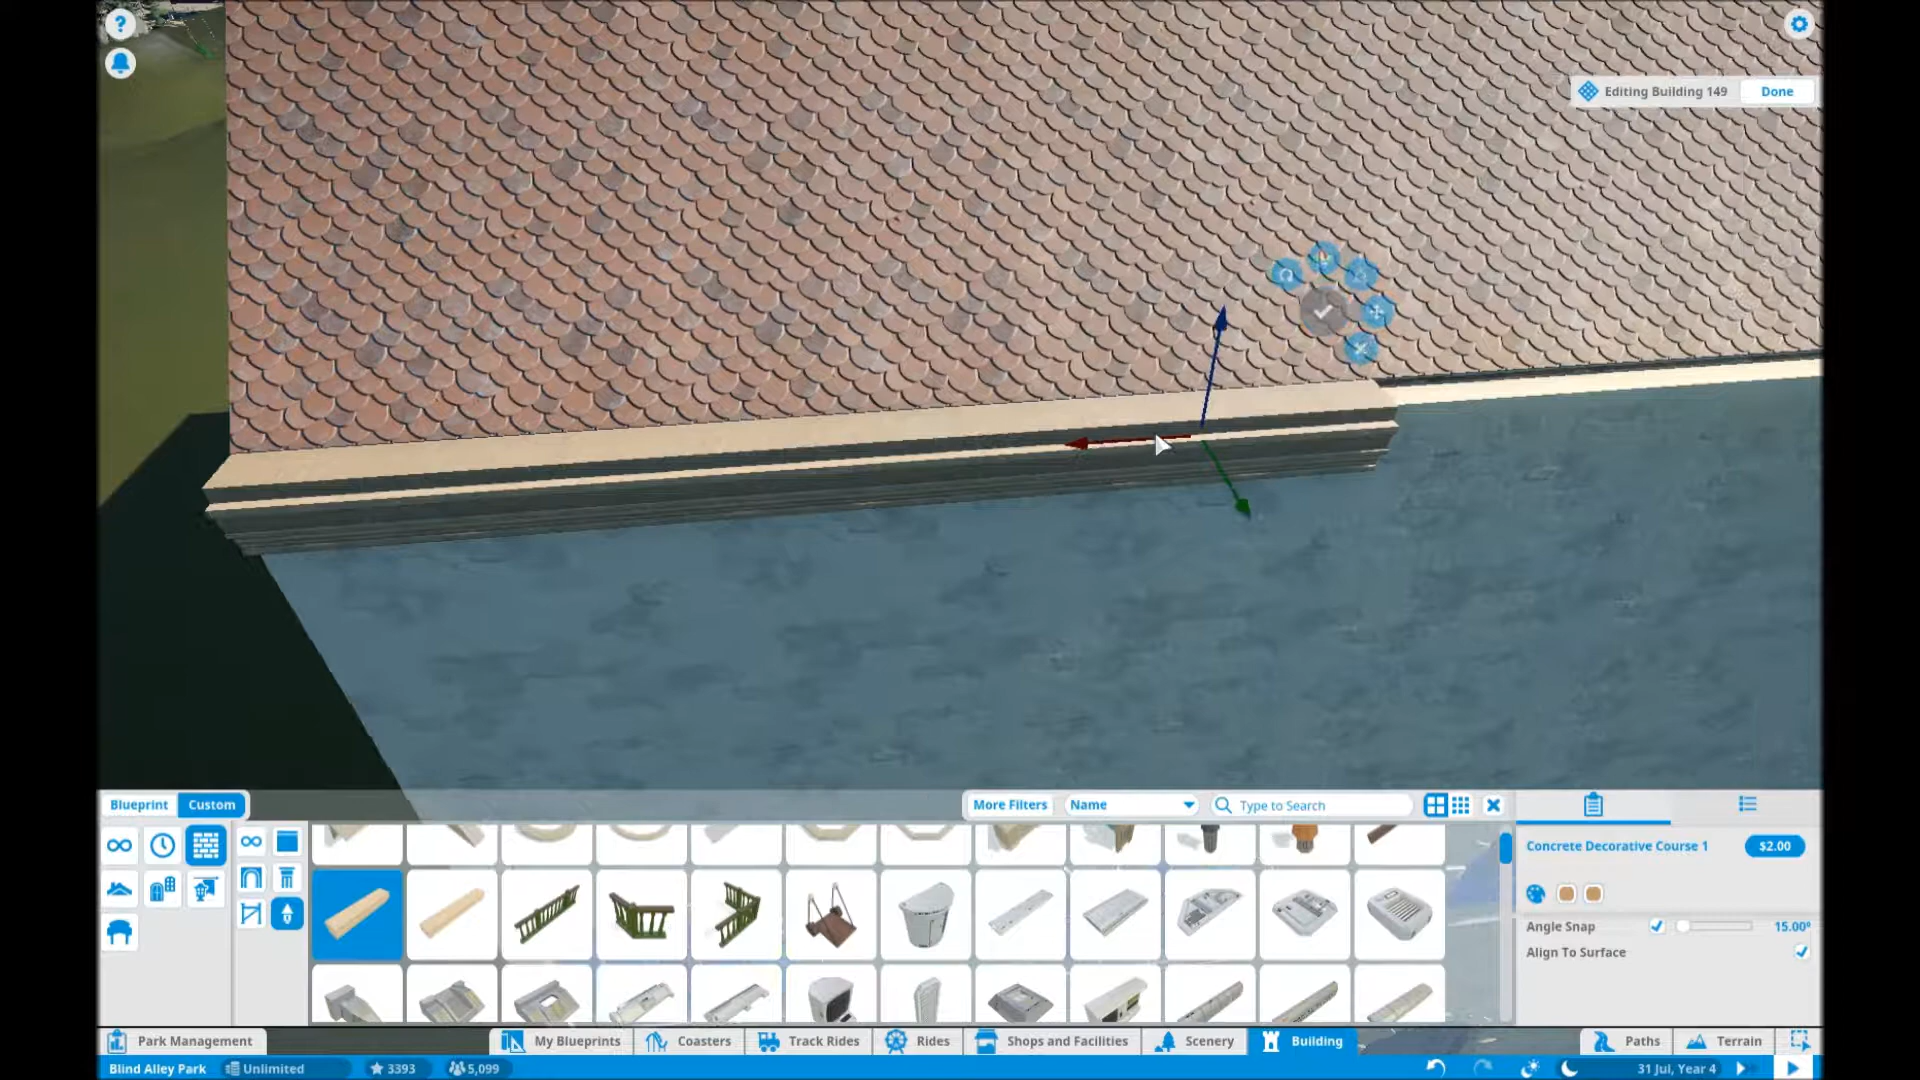 ?
Editing Building 149 Done
Blueprint Custom
More Filters Name Type to Search
Concrete Decorative Course 1 $2.00
Angle Snap 15.00°
Align To Surface
Park Management My Blueprints Coasters Track Rides Rides Shops and Facilities Scenery Building Paths Terrain
Blind Alley Park Unlimited 3393 5,099 31 Jul, Year 4